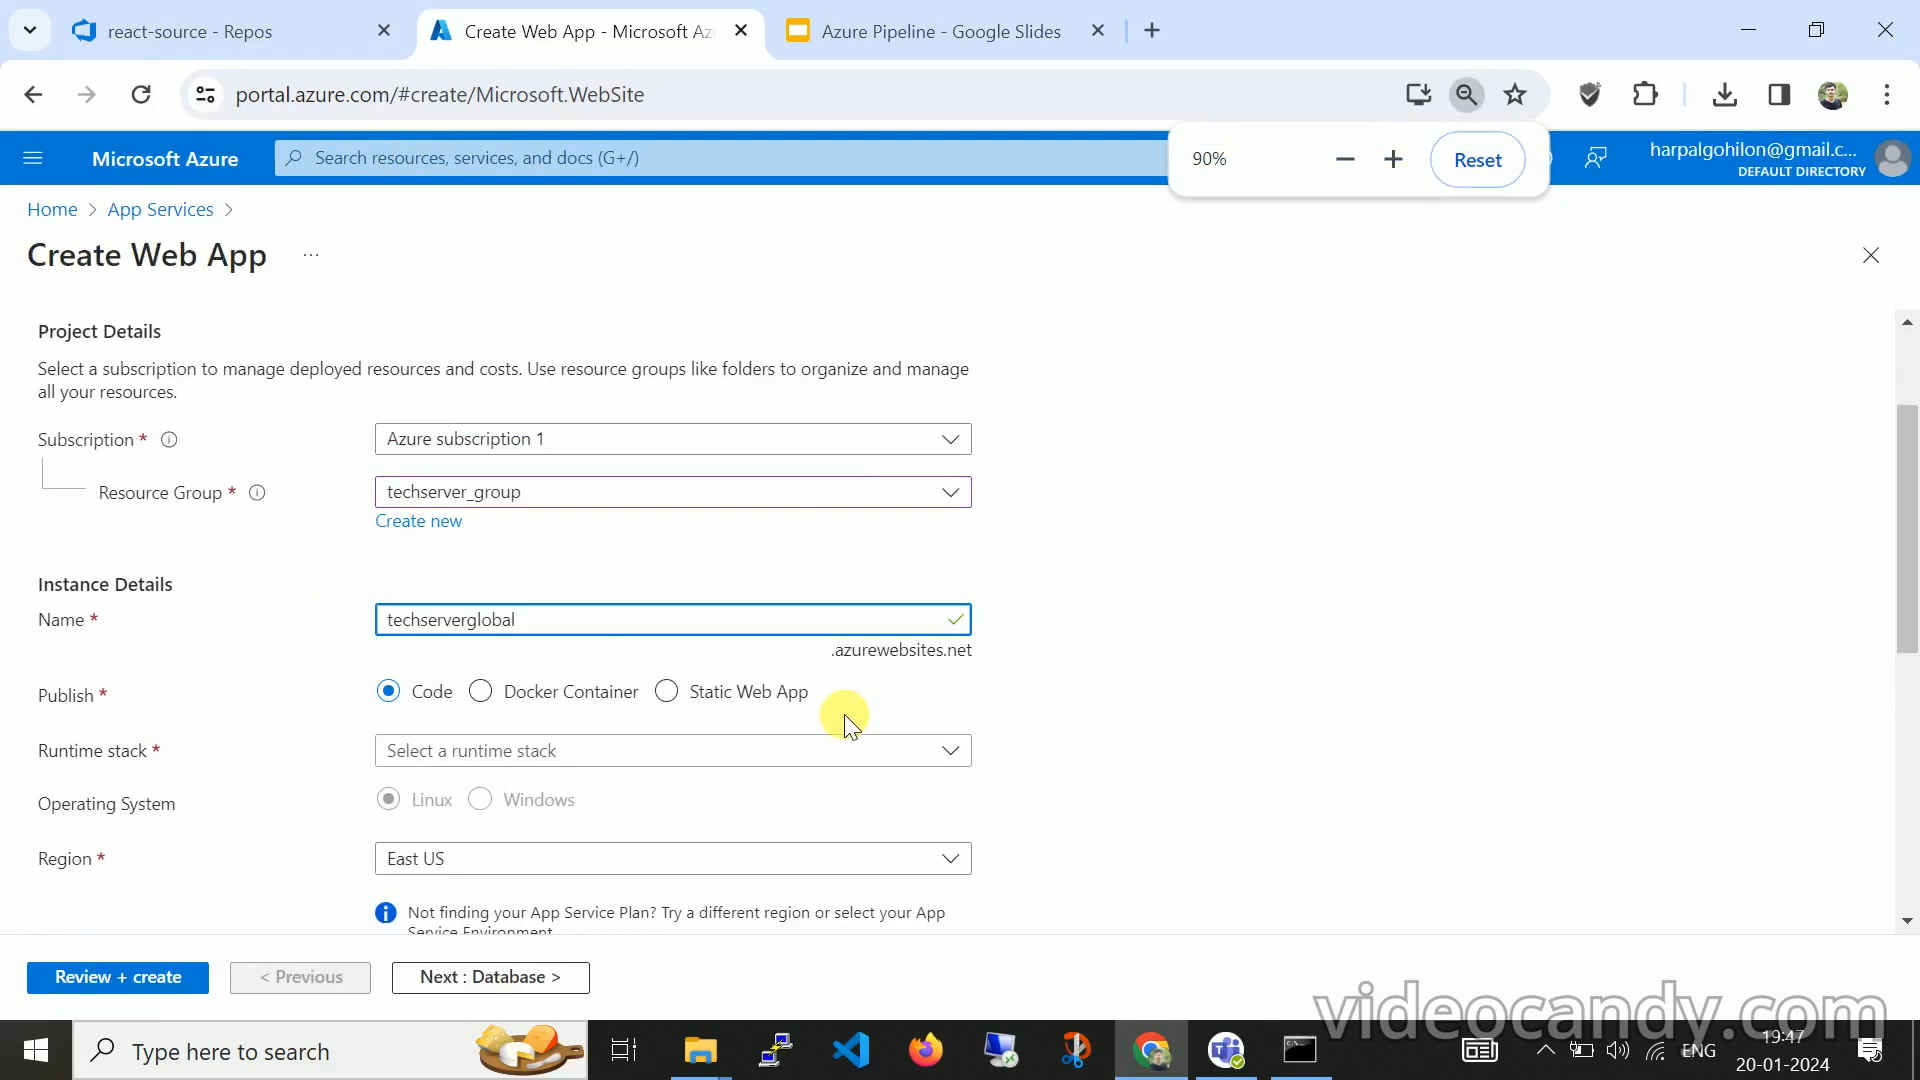 react-source - Repos
Create Web App - Microsoft Az
Azure Pipeline - Google Slides
portal.azure.com/#create/Microsoft.WebSite
90%
Reset
Microsoft Azure
Search resources, services, and docs (G+/)
harpalgohilon@gmail.c...
DEFAULT DIRECTORY
Home > App Services >
Create Web App ...
Project Details
Select a subscription to manage deployed resources and costs. Use resource groups like folders to organize and manage
all your resources.
Subscription *
Azure subscription 1
Resource Group *
techserver_group
Create new
Instance Details
Name *
techserverglobal
.azurewebsites.net
Publish *
Code
Docker Container
Static Web App
Runtime stack *
Select a runtime stack
Operating System
Linux
Windows
Region *
East US
Not finding your App Service Plan? Try a different region or select your App
Service Environment
Review + create
< Previous
Next : Database >
videocandy.com
Type here to search
ENG
19:47
20-01-2024